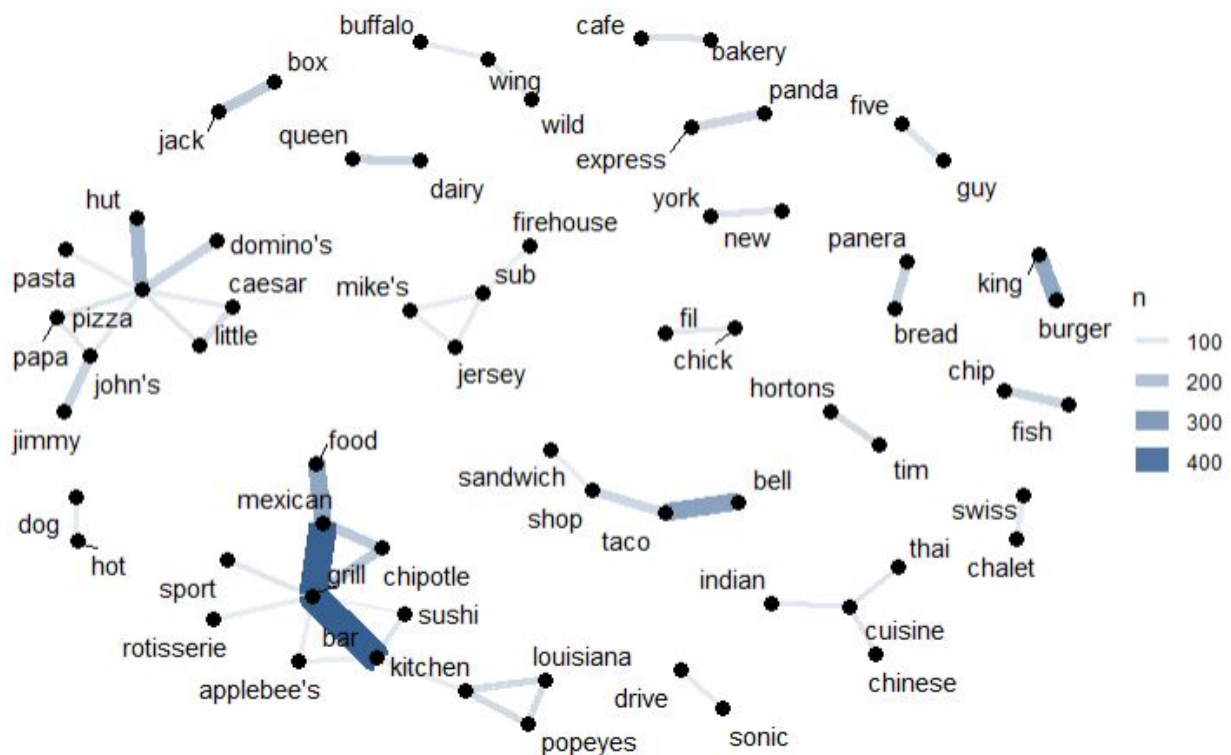 buffalo
cafe
bakery
box
wing
panda
five
jack
queen
wild
express
dairy
guy
hut
york
firehouse
new
domino's
panera
pasta
caesar
mike's
sub
king
n
pizza
fil
burger
papa
little
bread
100
chick
john's
jersey
chip
200
hortons
jimmy
fish
300
food
tim
400
sandwich
bell
mexican
swiss
dog
shop
taco
thai
hot
chalet
grill
chipotle
indian
sport
sushi
bar
cuisine
rotisserie
kitchen
louisiana
applebee's
drive
chinese
popeyes
sonic